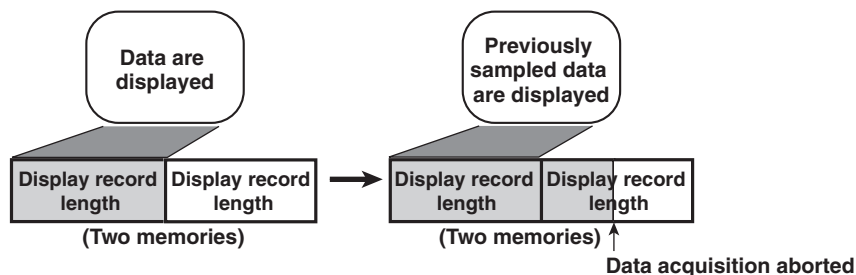 Data are
displayed
Previously
sampled data
are displayed
Display record
length
Display record
length
Display record
length
Display record
length
(Two memories)
(Two memories)
Data acquisition aborted